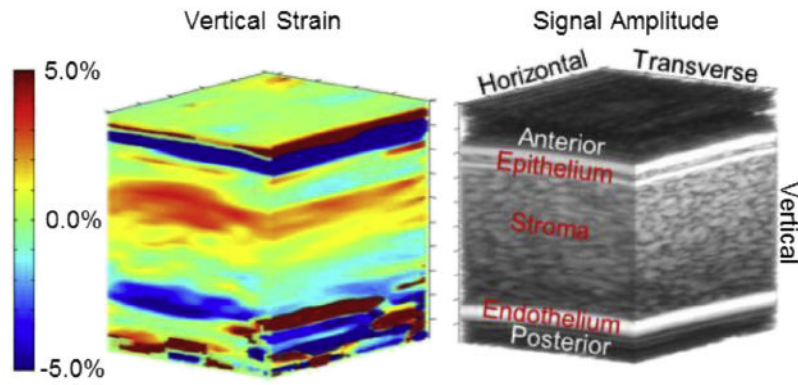 Vertical Strain
Signal Amplitude
5.0%
0.0%
-5.0%
Horizontal
Transverse
Anterior
Epithelium
Stroma
Vertical
Endothelium
Posterior